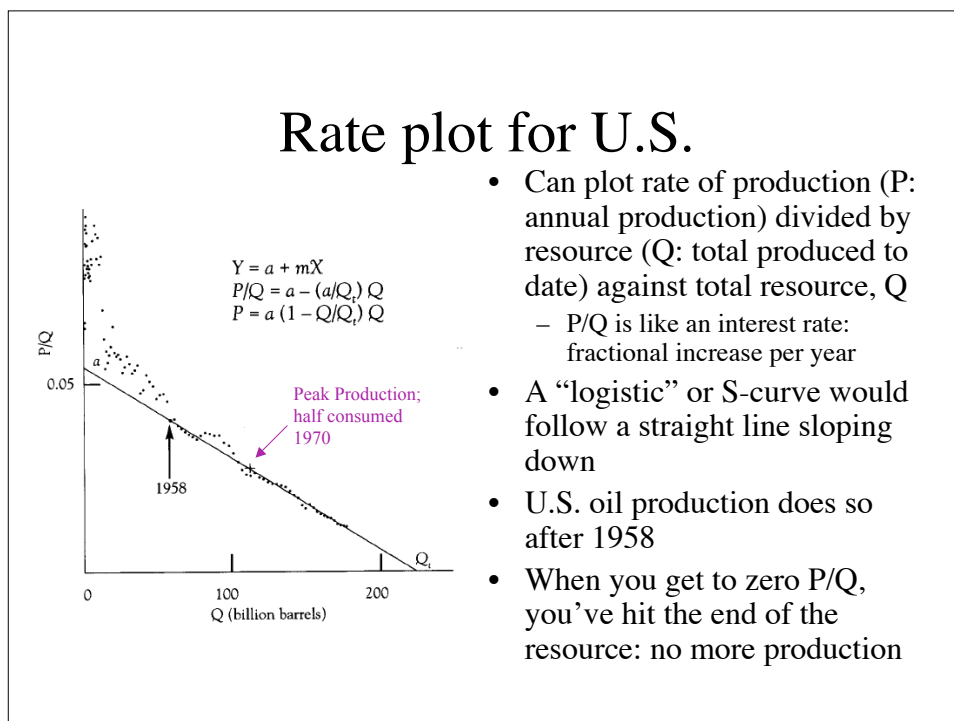 Rate plot for U.S.
• Can plot rate of production (P:
annual production) divided by
resource (Q: total produced to
date) against total resource, Q
– P/Q is like an interest rate:
fractional increase per year
• A “logistic” or S-curve would
follow a straight line sloping
down
• U.S. oil production does so
after 1958
• When you get to zero P/Q,
you’ve hit the end of the
resource: no more production
Y = a + mX
P/Q = a – (a/Qt) Q
P = a (1 – Q/Qt) Q
P/Q
a
0.05
Peak Production;
half consumed
1970
1958
Qt
0 100 200
Q (billion barrels)